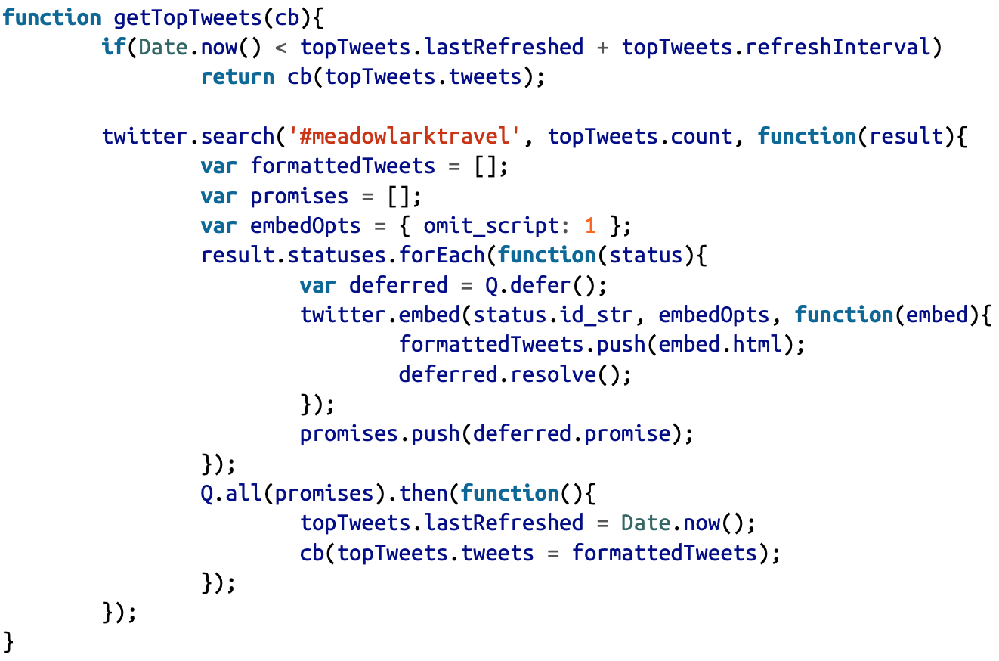 function getTopTweets(cb){
        if(Date.now() < topTweets.lastRefreshed + topTweets.refreshInterval)
                return cb(topTweets.tweets);

        twitter.search('#meadowlarktravel', topTweets.count, function(result){
                var formattedTweets = [];
                var promises = [];
                var embedOpts = { omit_script: 1 };
                result.statuses.forEach(function(status){
                        var deferred = Q.defer();
                        twitter.embed(status.id_str, embedOpts, function(embed){
                                formattedTweets.push(embed.html);
                                deferred.resolve();
                        });
                        promises.push(deferred.promise);
                });
                Q.all(promises).then(function(){
                        topTweets.lastRefreshed = Date.now();
                        cb(topTweets.tweets = formattedTweets);
                });
        });
}